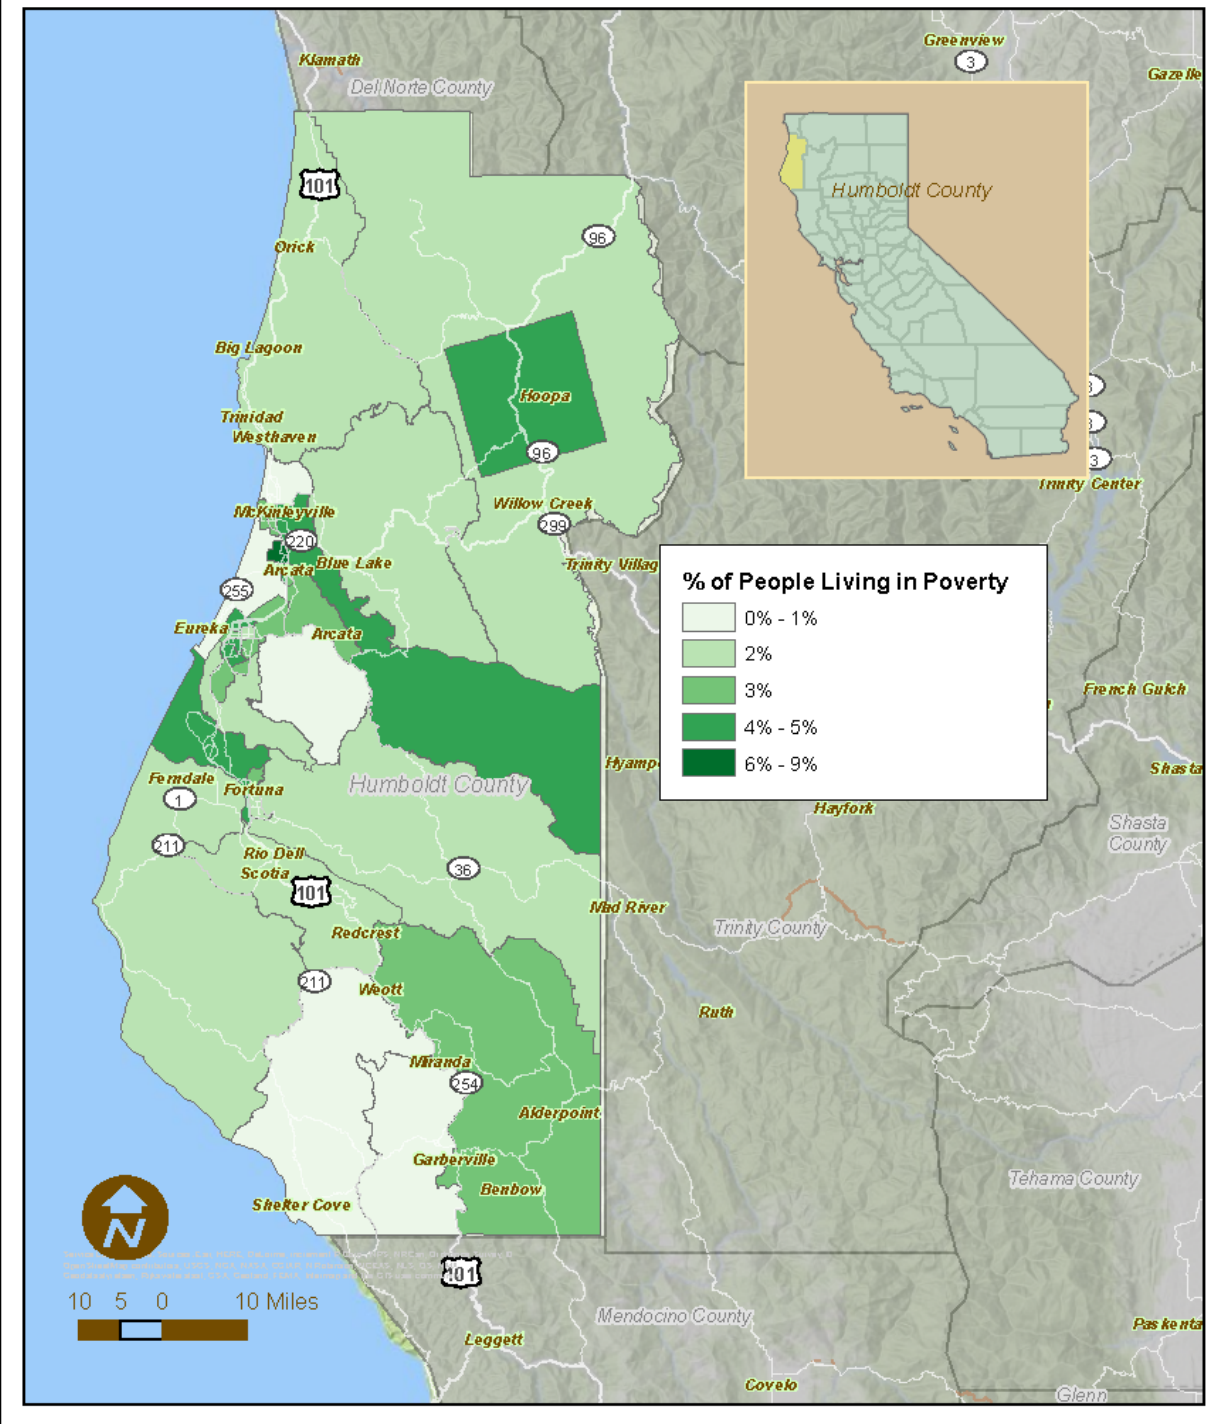 Greenview
3
Klamath
Gazelle
Del Norte County
101
Humboldt County
96
Orick
Big Lagoon
3
Hoopa
Trinidad
3
Westhaven
96
3
Trinity Center
Willow Creek
McKinleyville
299
220
Blue Lake
Trinity Villag
Arcata
% of People Living in Poverty
255
0% - 1%
Eureka
Arcata
2%
3%
French Gulch
4% - 5%
Hyamp
6% - 9%
Shasta
Ferndale
Humboldt County
Fortuna
1
Hayfork
Shasta
County
211
Rio Dell
Scotia
36
101
Mad River
Trinity County
Redcrest
211
Weott
Ruth
Miranda
254
Alderpoint
Garberville
Tehama County
Benbow
Shelter Cove
N
101
10 5 0 10 Miles
Mendocino County
Leggett
Paskenta
Covelo
Glenn